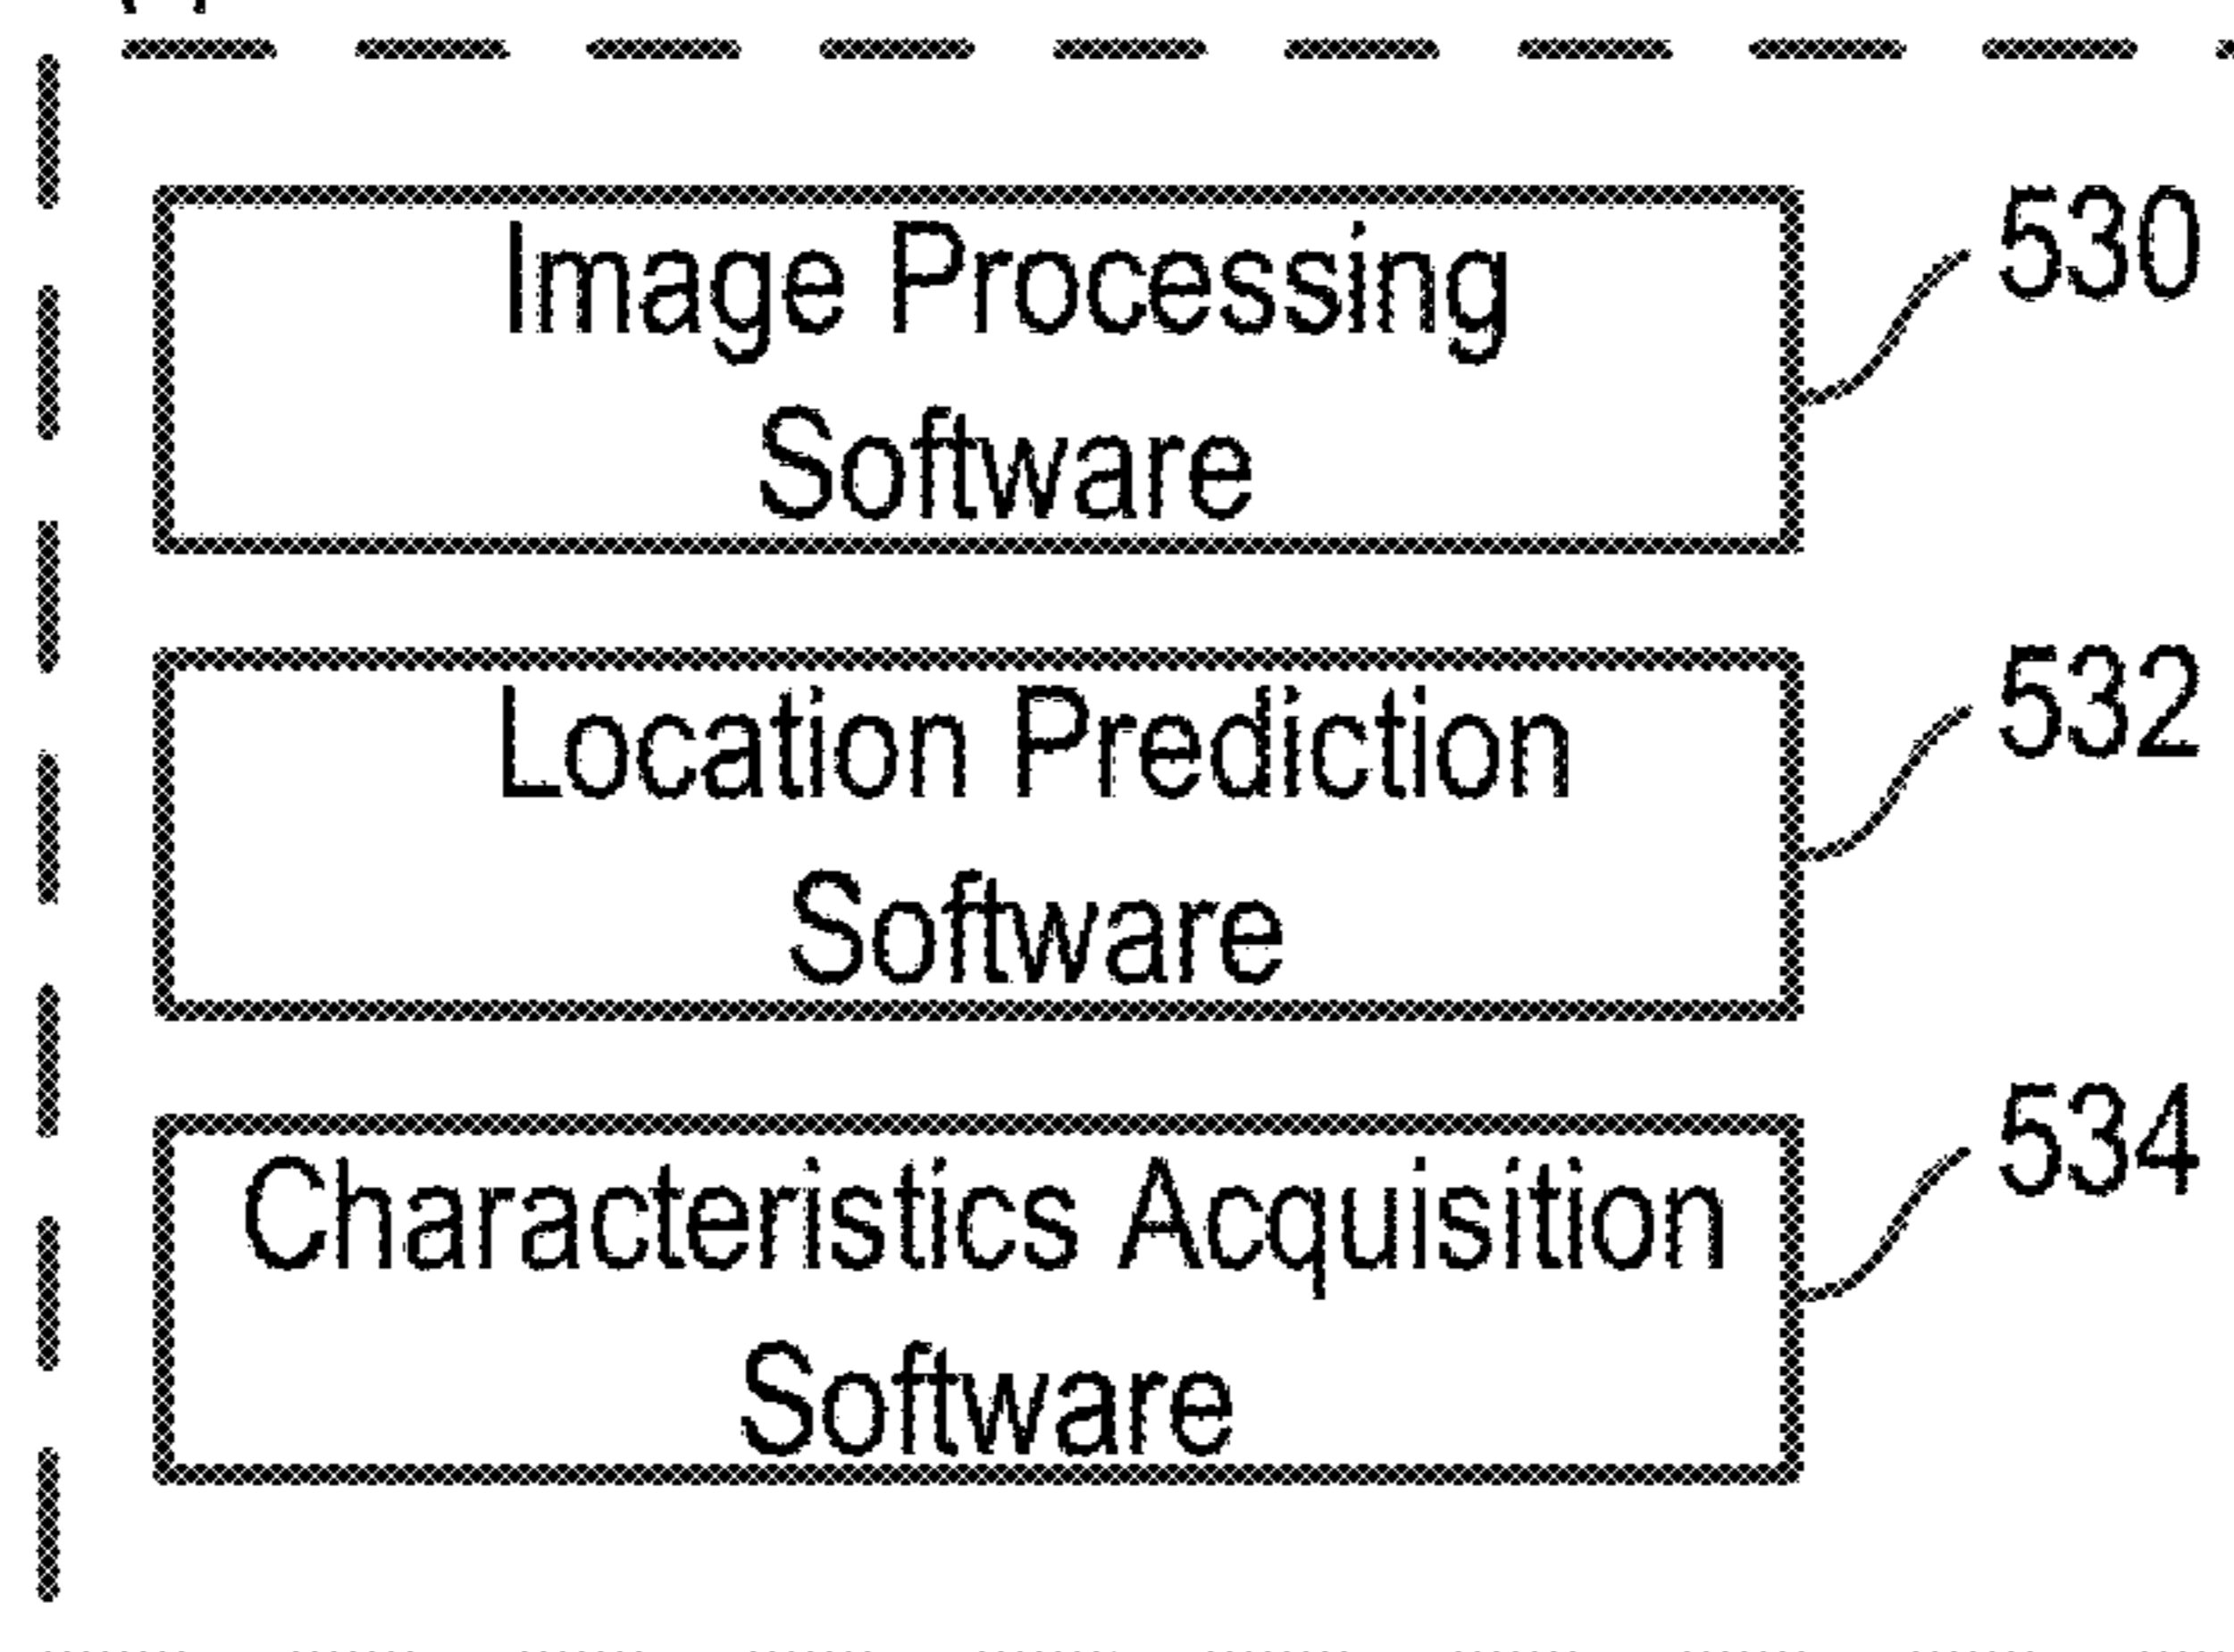 Image Processing
Software
530
Location Prediction
Software
532
Characteristics Acquisition
Software
534